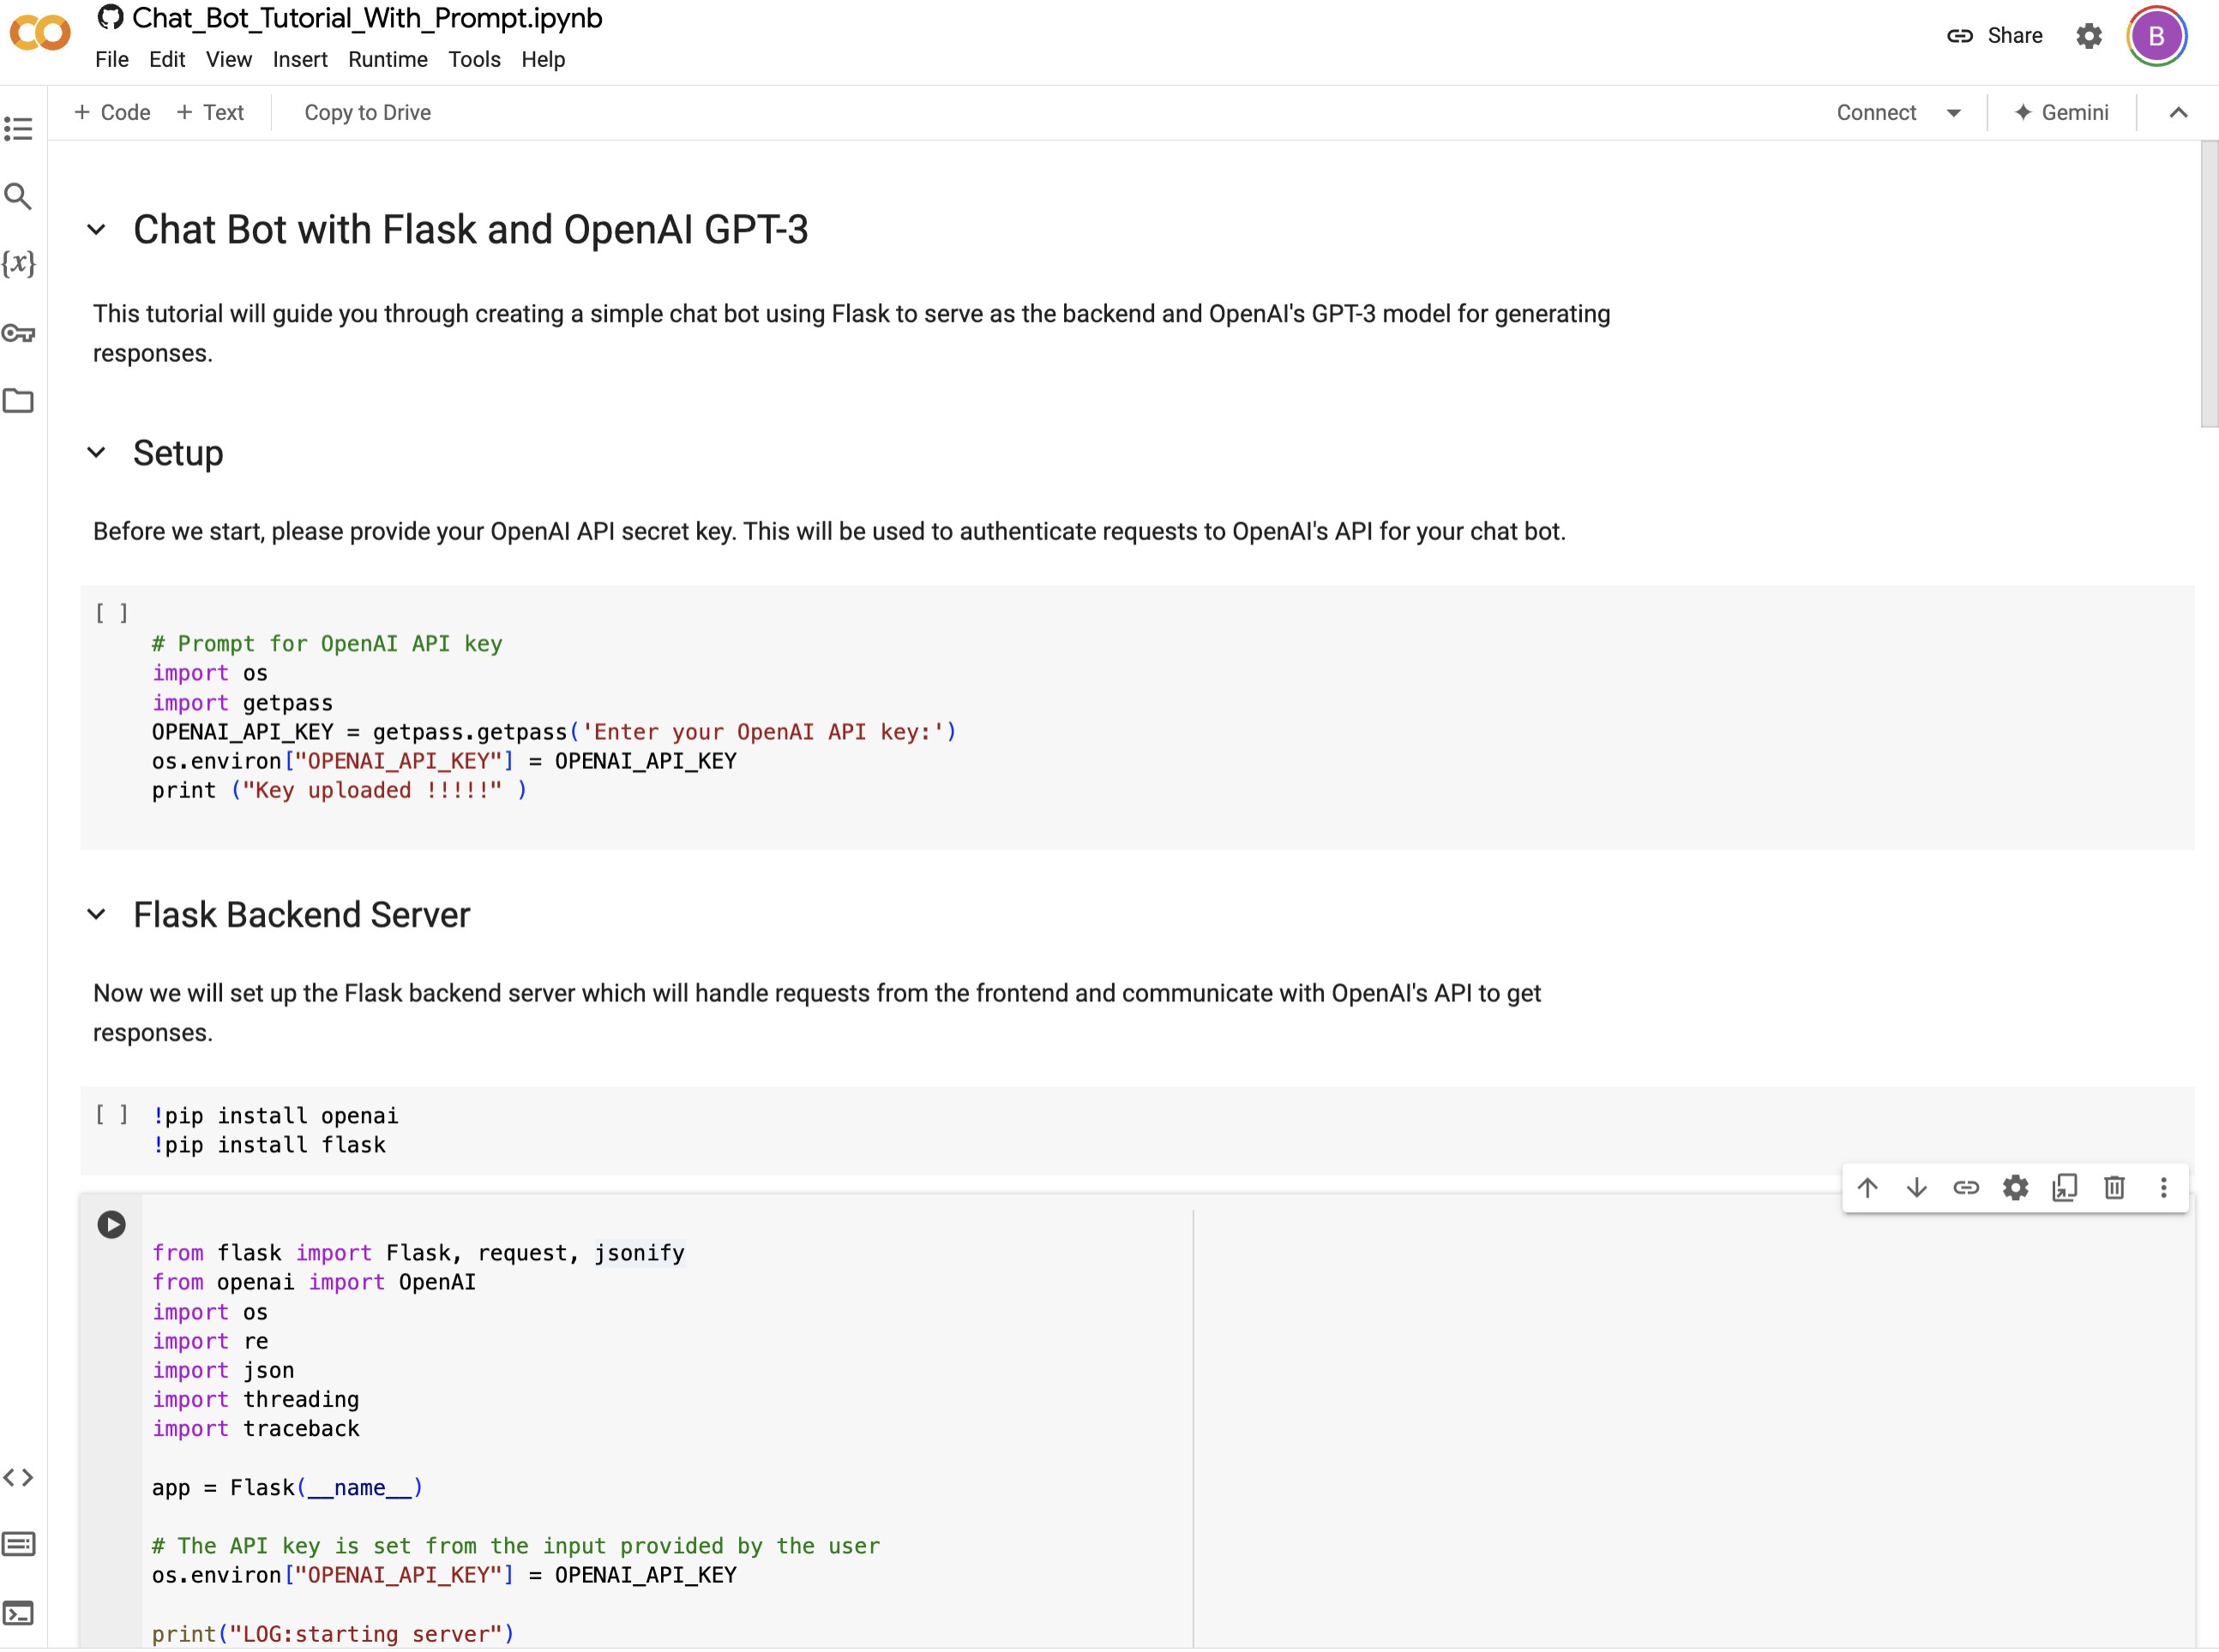 Chat_Bot_Tutorial_With_Prompt.ipynb
File Edit View Insert Runtime Tools Help
Share
B
+ Code + Text Copy to Drive
Connect
Gemini
Chat Bot with Flask and OpenAI GPT-3
This tutorial will guide you through creating a simple chat bot using Flask to serve as the backend and OpenAI's GPT-3 model for generating
responses.
Setup
Before we start, please provide your OpenAI API secret key. This will be used to authenticate requests to OpenAI's API for your chat bot.
[ ]
# Prompt for OpenAI API key
import os
import getpass
OPENAI_API_KEY = getpass.getpass('Enter your OpenAI API key:')
os.environ["OPENAI_API_KEY"] = OPENAI_API_KEY
print ("Key uploaded !!!!!" )
Flask Backend Server
Now we will set up the Flask backend server which will handle requests from the frontend and communicate with OpenAI's API to get
responses.
[ ] !pip install openai
!pip install flask
from flask import Flask, request, jsonify
from openai import OpenAI
import os
import re
import json
import threading
import traceback
app = Flask(__name__)
# The API key is set from the input provided by the user
os.environ["OPENAI_API_KEY"] = OPENAI_API_KEY
print("LOG:starting server")